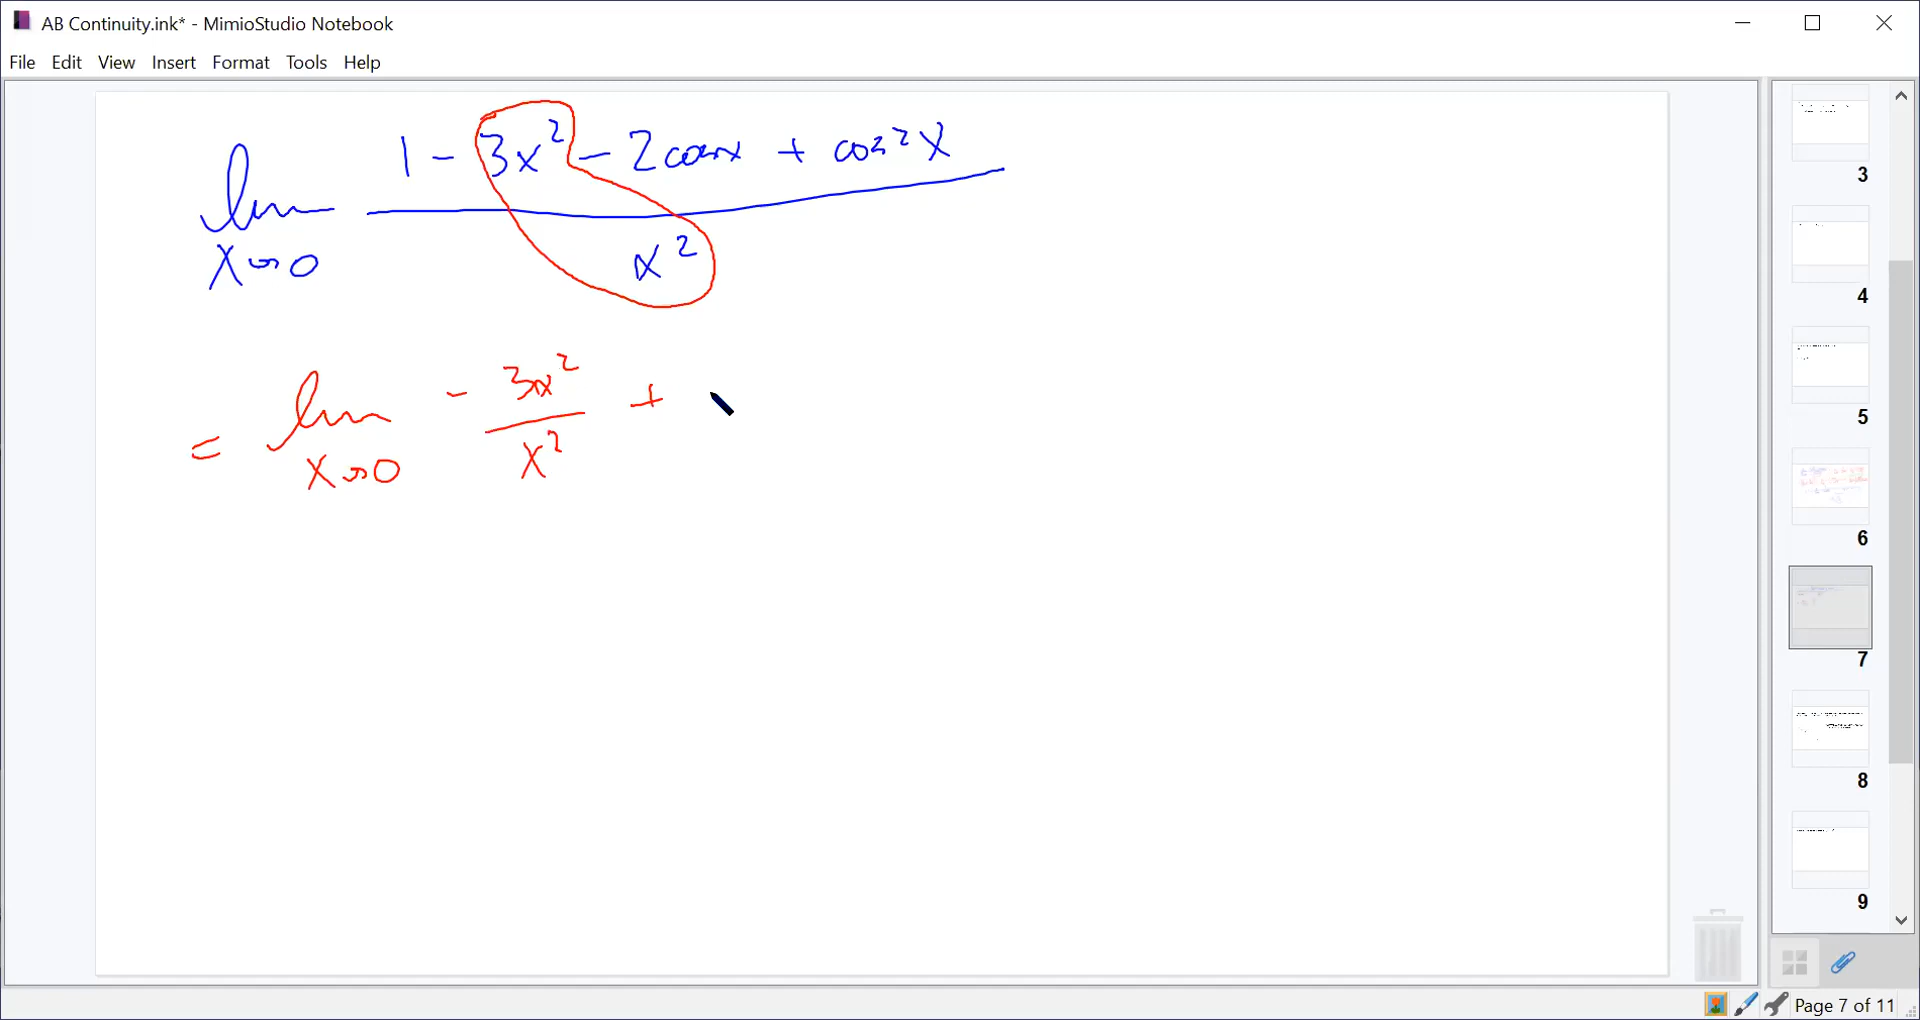 AB Continuity.ink* - MimioStudio Notebook
File Edit View Insert Format Tools Help
lim x→0 (1 - 3x² - 2cosx + cos²x) / x²
= lim x→0 - 3x²/x² +
3
4
5
6
7
8
9
Page 7 of 11